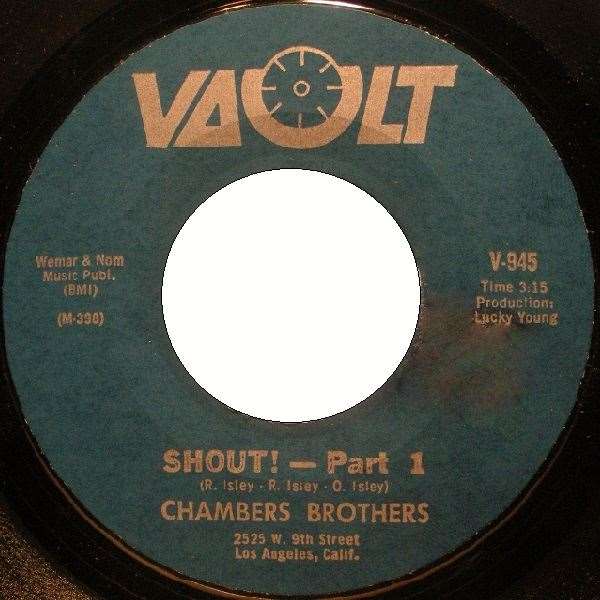 VAULT
Wemar & Nom
Music Publ.
(BMI)
(M-398)
V-945
Time 3:15
Production:
Lucky Young
SHOUT! — Part 1
(R. Isley - R. Isley - O. Isley)
CHAMBERS BROTHERS
2525 W. 9th Street
Los Angeles, Calif.